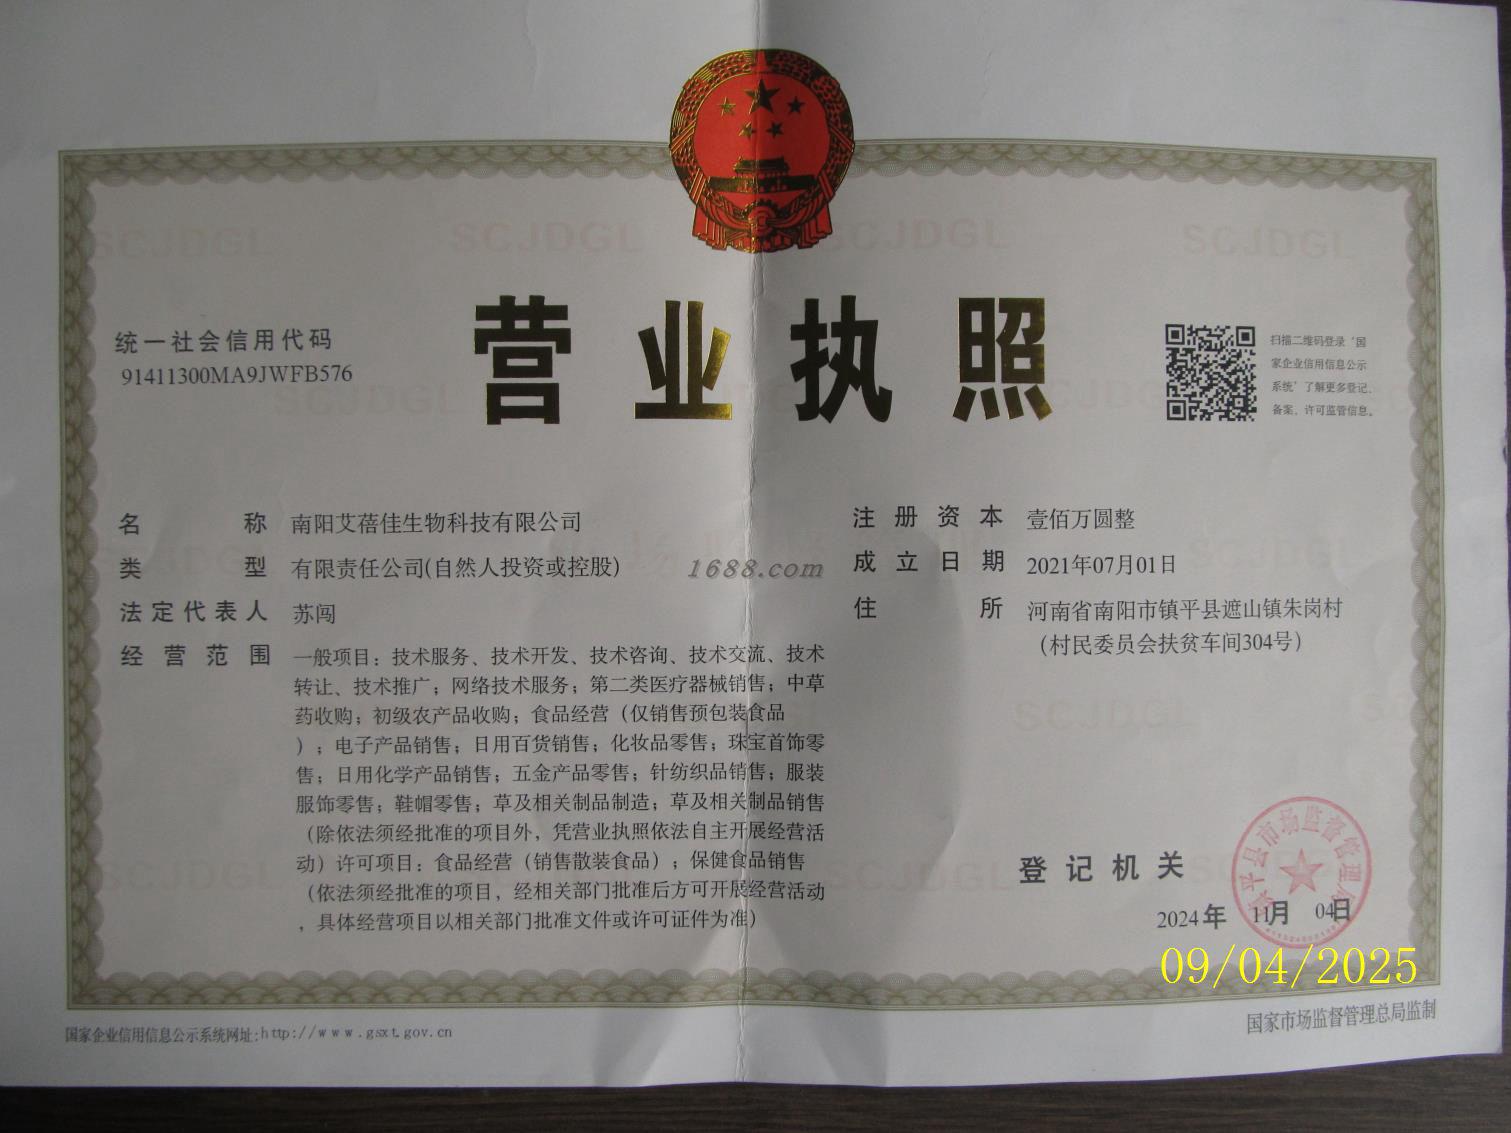 营业执照
统一社会信用代码
91411300MA9JWFB576
扫描二维码登录‘国
家企业信用信息公示
系统’了解更多登记、
备案、许可监管信息。
名称 南阳艾蓓佳生物科技有限公司
类型 有限责任公司(自然人投资或控股)
法定代表人 苏闯
经营范围 一般项目：技术服务、技术开发、技术咨询、技术交流、技术
转让、技术推广；网络技术服务；第二类医疗器械销售；中草
药收购；初级农产品收购；食品经营（仅销售预包装食品
）；电子产品销售；日用百货销售；化妆品零售；珠宝首饰零
售；日用化学产品销售；五金产品零售；针纺织品销售；服装
服饰零售；鞋帽零售；草及相关制品制造；草及相关制品销售
（除依法须经批准的项目外，凭营业执照依法自主开展经营活
动）许可项目：食品经营（销售散装食品）；保健食品销售
（依法须经批准的项目，经相关部门批准后方可开展经营活动
，具体经营项目以相关部门批准文件或许可证件为准）
1688.com
注册资本 壹佰万圆整
成立日期 2021年07月01日
住所 河南省南阳市镇平县遮山镇朱岗村
（村民委员会扶贫车间304号）
登记机关
镇平县市场监督管理局
2024年 11月 04日
09/04/2025
国家企业信用信息公示系统网址:http://www.gsxt.gov.cn
国家市场监督管理总局监制
SCJDGL